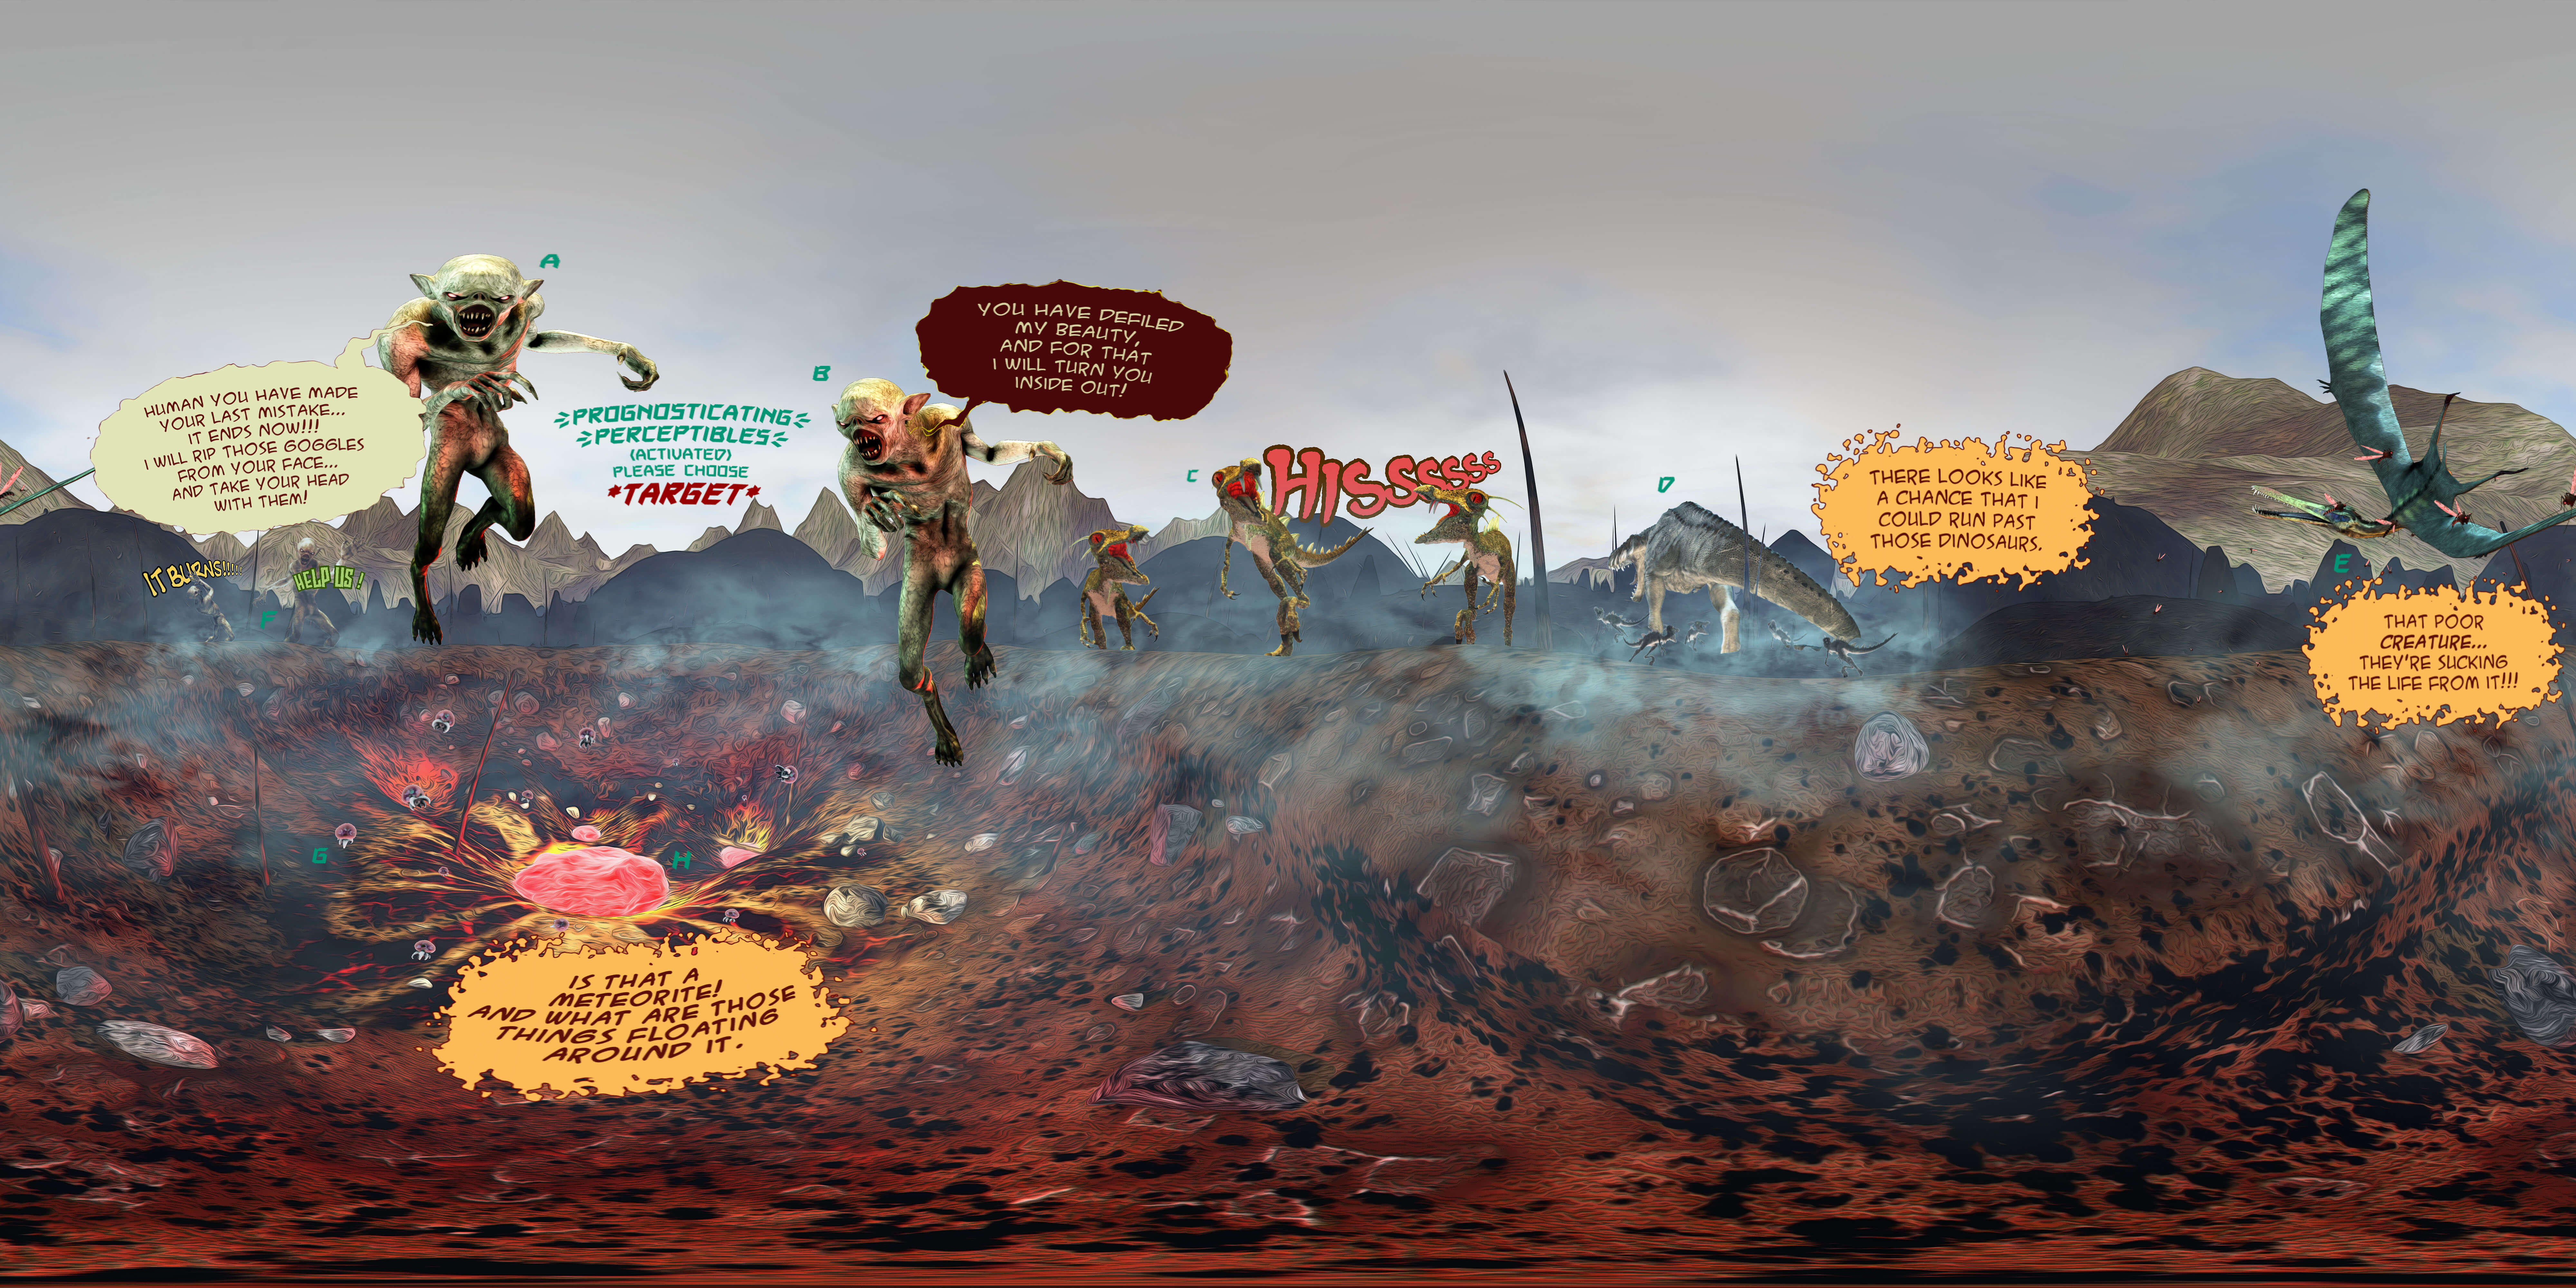 A
HUMAN YOU HAVE MADE
YOUR LAST MISTAKE...
IT ENDS NOW!!!
I WILL RIP THOSE GOGGLES
FROM YOUR FACE...
AND TAKE YOUR HEAD
WITH THEM!
IT BURNS!!!!!
HELP US!
F
PROGNOSTICATING
PERCEPTIBLES
(ACTIVATED)
PLEASE CHOOSE
*TARGET*
B
YOU HAVE DEFILED
MY BEAUTY,
AND FOR THAT
I WILL TURN YOU
INSIDE OUT!
C
HISSSSSS
D
THERE LOOKS LIKE
A CHANCE THAT I
COULD RUN PAST
THOSE DINOSAURS.
E
THAT POOR
CREATURE...
THEY'RE SUCKING
THE LIFE FROM IT!!!
G
H
IS THAT A
METEORITE!
AND WHAT ARE THOSE
THINGS FLOATING
AROUND IT.